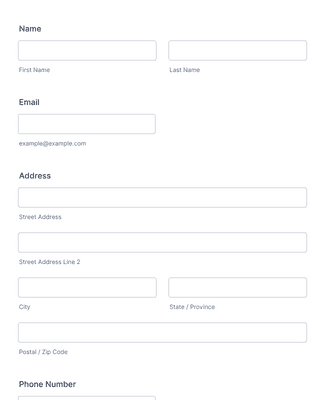 Name
First Name Last Name
Email
example@example.com
Address
Street Address
Street Address Line 2
City State / Province
Postal / Zip Code
Phone Number